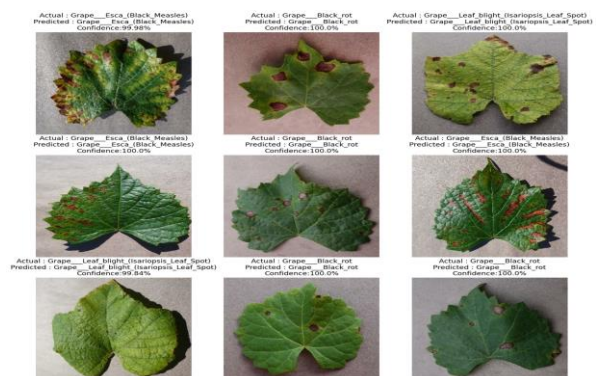 Actual : Grape___Esca_(Black_Measles)
Predicted : Grape___Esca_(Black_Measles)
Confidence:99.98%
Actual : Grape___Black_rot
Predicted : Grape___Black_rot
Confidence:100.0%
Actual : Grape___Leaf_blight_(Isariopsis_Leaf_Spot)
Predicted : Grape___Leaf_blight_(Isariopsis_Leaf_Spot)
Confidence:100.0%
Actual : Grape___Esca_(Black_Measles)
Predicted : Grape___Esca_(Black_Measles)
Confidence:100.0%
Actual : Grape___Black_rot
Predicted : Grape___Black_rot
Confidence:100.0%
Actual : Grape___Esca_(Black_Measles)
Predicted : Grape___Esca_(Black_Measles)
Confidence:100.0%
Actual : Grape___Leaf_blight_(Isariopsis_Leaf_Spot)
Predicted : Grape___Leaf_blight_(Isariopsis_Leaf_Spot)
Confidence:99.84%
Actual : Grape___Black_rot
Predicted : Grape___Black_rot
Confidence:100.0%
Actual : Grape___Black_rot
Predicted : Grape___Black_rot
Confidence:100.0%